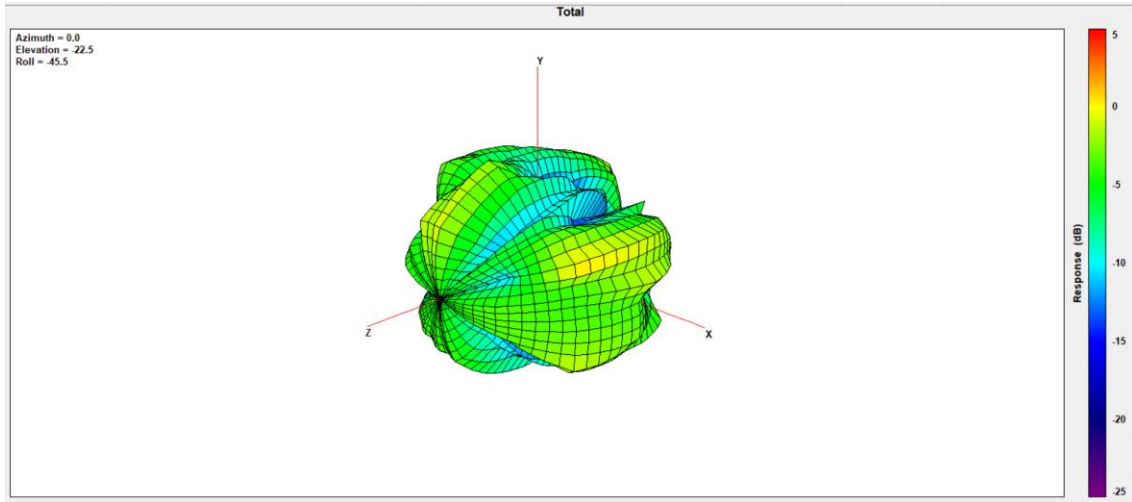 Total
Azimuth = 0.0
Elevation = -22.5
Roll = -45.5
Y
Z
X
5
0
-5
-10
-15
-20
-25
Response (dB)